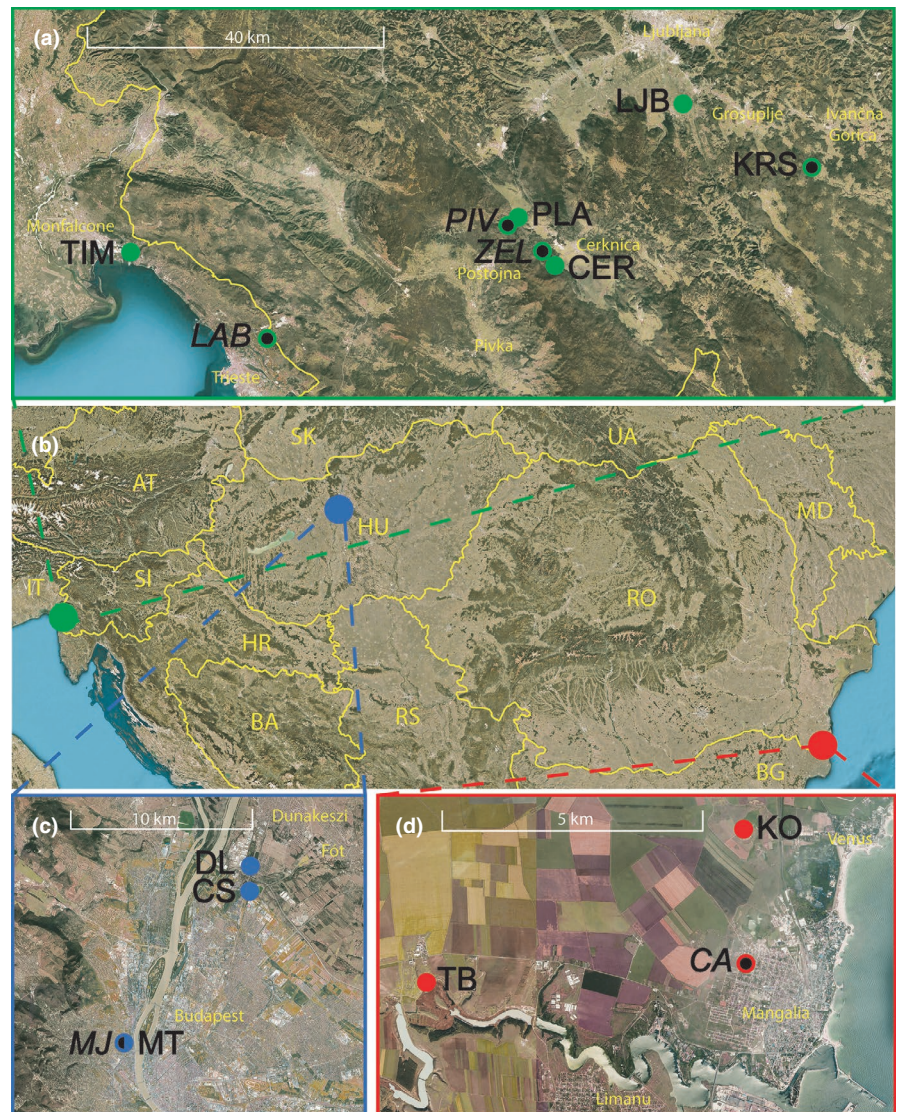 (a)
40 km
Ljubljana
LJB
Grosuplje
Ivančna
Gorica
KRS
PIV
PLA
ZEL
Cerknica
CER
Postojna
Monfalcone
TIM
LAB
Pivka
Trieste
(b)
SK
UA
AT
HU
MD
IT
SI
RO
HR
BA
RS
BG
(c)
10 km
Dunakeszi
Fot
DL
CS
Budapest
MJ
MT
(d)
5 km
KO
Venus
CA
TB
Mangalia
Limanu